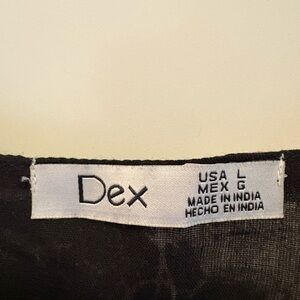 Dex
USA L
MEX G
MADE IN INDIA
HECHO EN INDIA